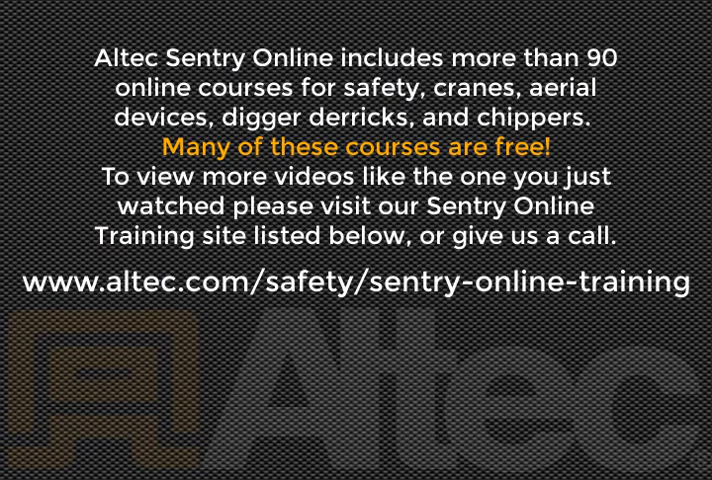 Altec Sentry Online includes more than 90
online courses for safety, cranes, aerial
devices, digger derricks, and chippers.
Many of these courses are free!
To view more videos like the one you just
watched please visit our Sentry Online
Training site listed below, or give us a call.
www.altec.com/safety/sentry-online-training
Altec